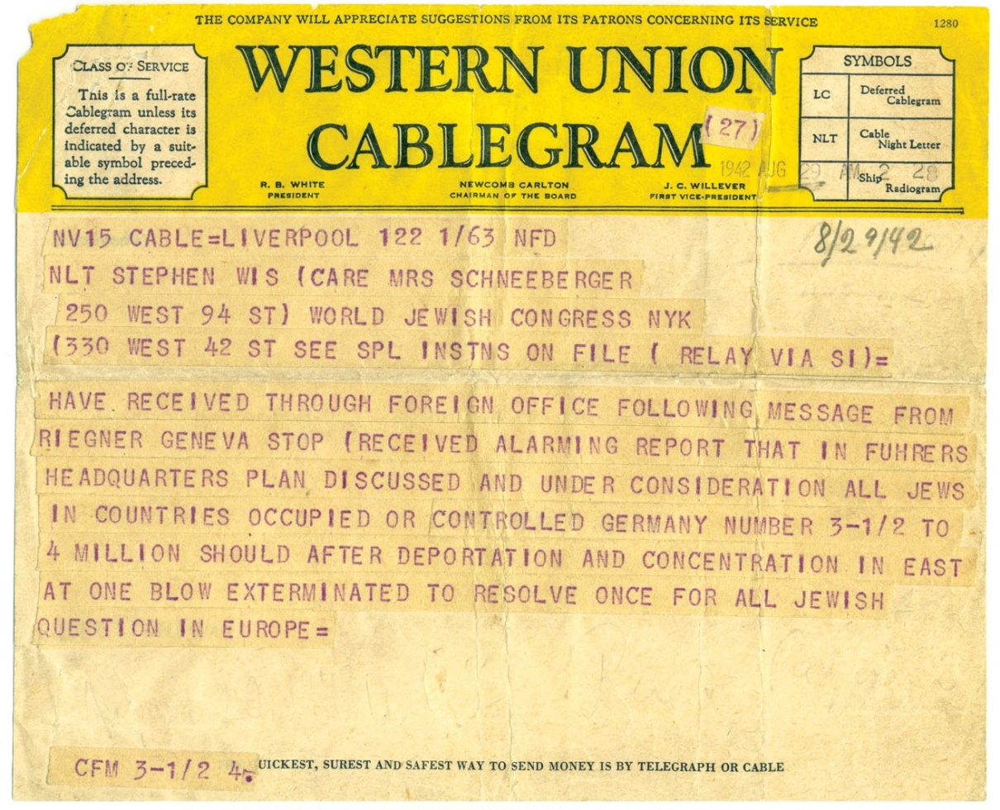 THE COMPANY WILL APPRECIATE SUGGESTIONS FROM ITS PATRONS CONCERNING ITS SERVICE
1280
CLASS OF SERVICE
This is a full-rate
Cablegram unless its
deferred character is
indicated by a suit-
able symbol preced-
ing the address.
WESTERN UNION
CABLEGRAM
(27)
R. B. WHITE
PRESIDENT
NEWCOMB CARLTON
CHAIRMAN OF THE BOARD
J. C. WILLEVER
FIRST VICE-PRESIDENT
SYMBOLS
LC Deferred Cablegram
NLT Cable Night Letter
Ship Radiogram
1942 AUG 29 AM 2 28
8/29/42
NV15 CABLE=LIVERPOOL 122 1/63 NFD
NLT STEPHEN WIS (CARE MRS SCHNEEBERGER
250 WEST 94 ST) WORLD JEWISH CONGRESS NYK
(330 WEST 42 ST SEE SPL INSTNS ON FILE ( RELAY VIA SI)=
HAVE RECEIVED THROUGH FOREIGN OFFICE FOLLOWING MESSAGE FROM
RIEGNER GENEVA STOP (RECEIVED ALARMING REPORT THAT IN FUHRERS
HEADQUARTERS PLAN DISCUSSED AND UNDER CONSIDERATION ALL JEWS
IN COUNTRIES OCCUPIED OR CONTROLLED GERMANY NUMBER 3-1/2 TO
4 MILLION SHOULD AFTER DEPORTATION AND CONCENTRATION IN EAST
AT ONE BLOW EXTERMINATED TO RESOLVE ONCE FOR ALL JEWISH
QUESTION IN EUROPE=
CFM 3-1/2 4.
UICKEST, SUREST AND SAFEST WAY TO SEND MONEY IS BY TELEGRAPH OR CABLE